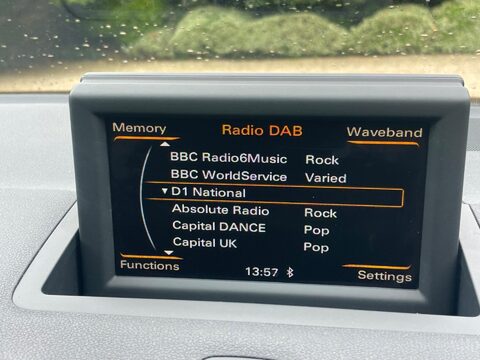 Memory Radio DAB Waveband
BBC Radio6Music Rock
BBC WorldService Varied
D1 National
Absolute Radio Rock
Capital DANCE Pop
Capital UK Pop
Functions 13:57 Settings